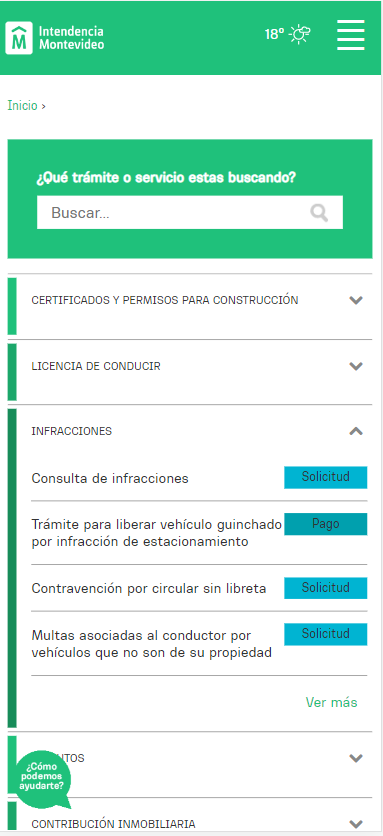 Intendencia
Montevideo
18º
Inicio ›
¿Qué trámite o servicio estas buscando?
Buscar...
CERTIFICADOS Y PERMISOS PARA CONSTRUCCIÓN
LICENCIA DE CONDUCIR
INFRACCIONES
Consulta de infracciones
Solicitud
Trámite para liberar vehículo guinchado
por infracción de estacionamiento
Pago
Contravención por circular sin libreta
Solicitud
Multas asociadas al conductor por
vehículos que no son de su propiedad
Solicitud
Ver más
¿Cómo
podemos
ayudarte?
CONTRIBUCIÓN INMOBILIARIA